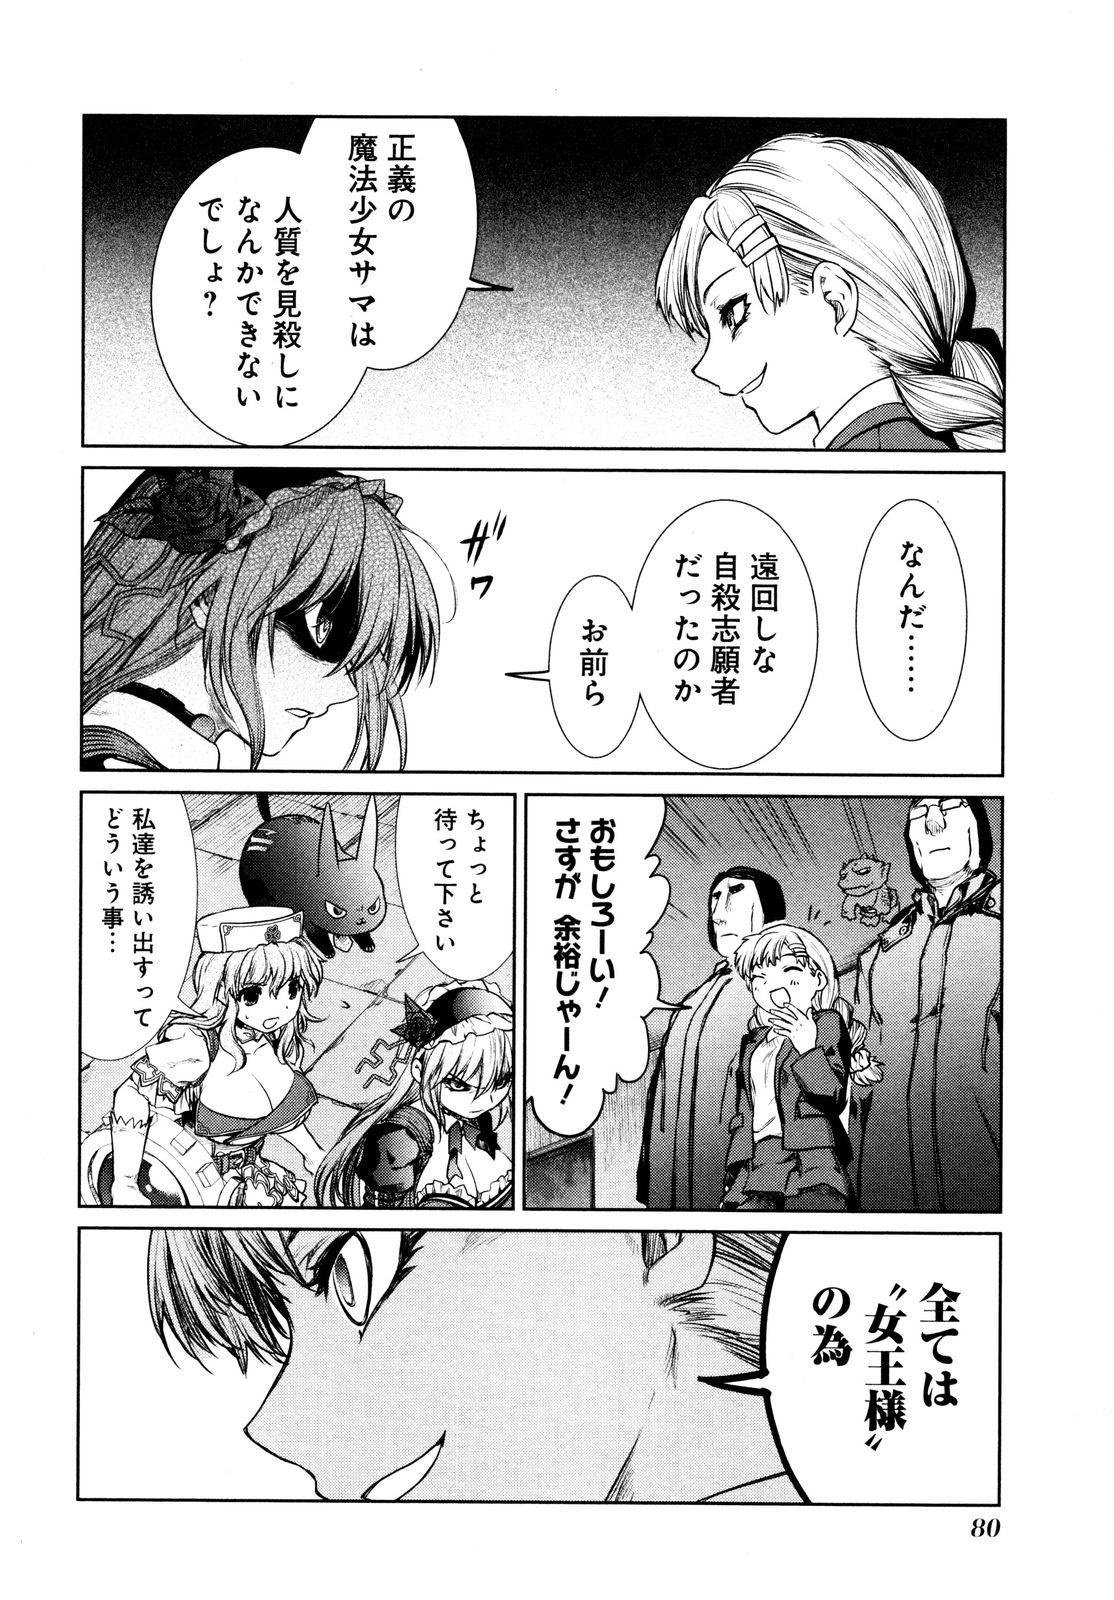 正義の
魔法少女サマは
人質を見殺しに
なんかできない
でしょ?
なんだ……
遠回しな
自殺志願者
だったのか
お前ら
ザワ
おもしろーい!
さすが 余裕じゃーん!
ちょっと
待って下さい
私達を誘い出すって
どういう事…
全ては
〝女王様〟
の為
80